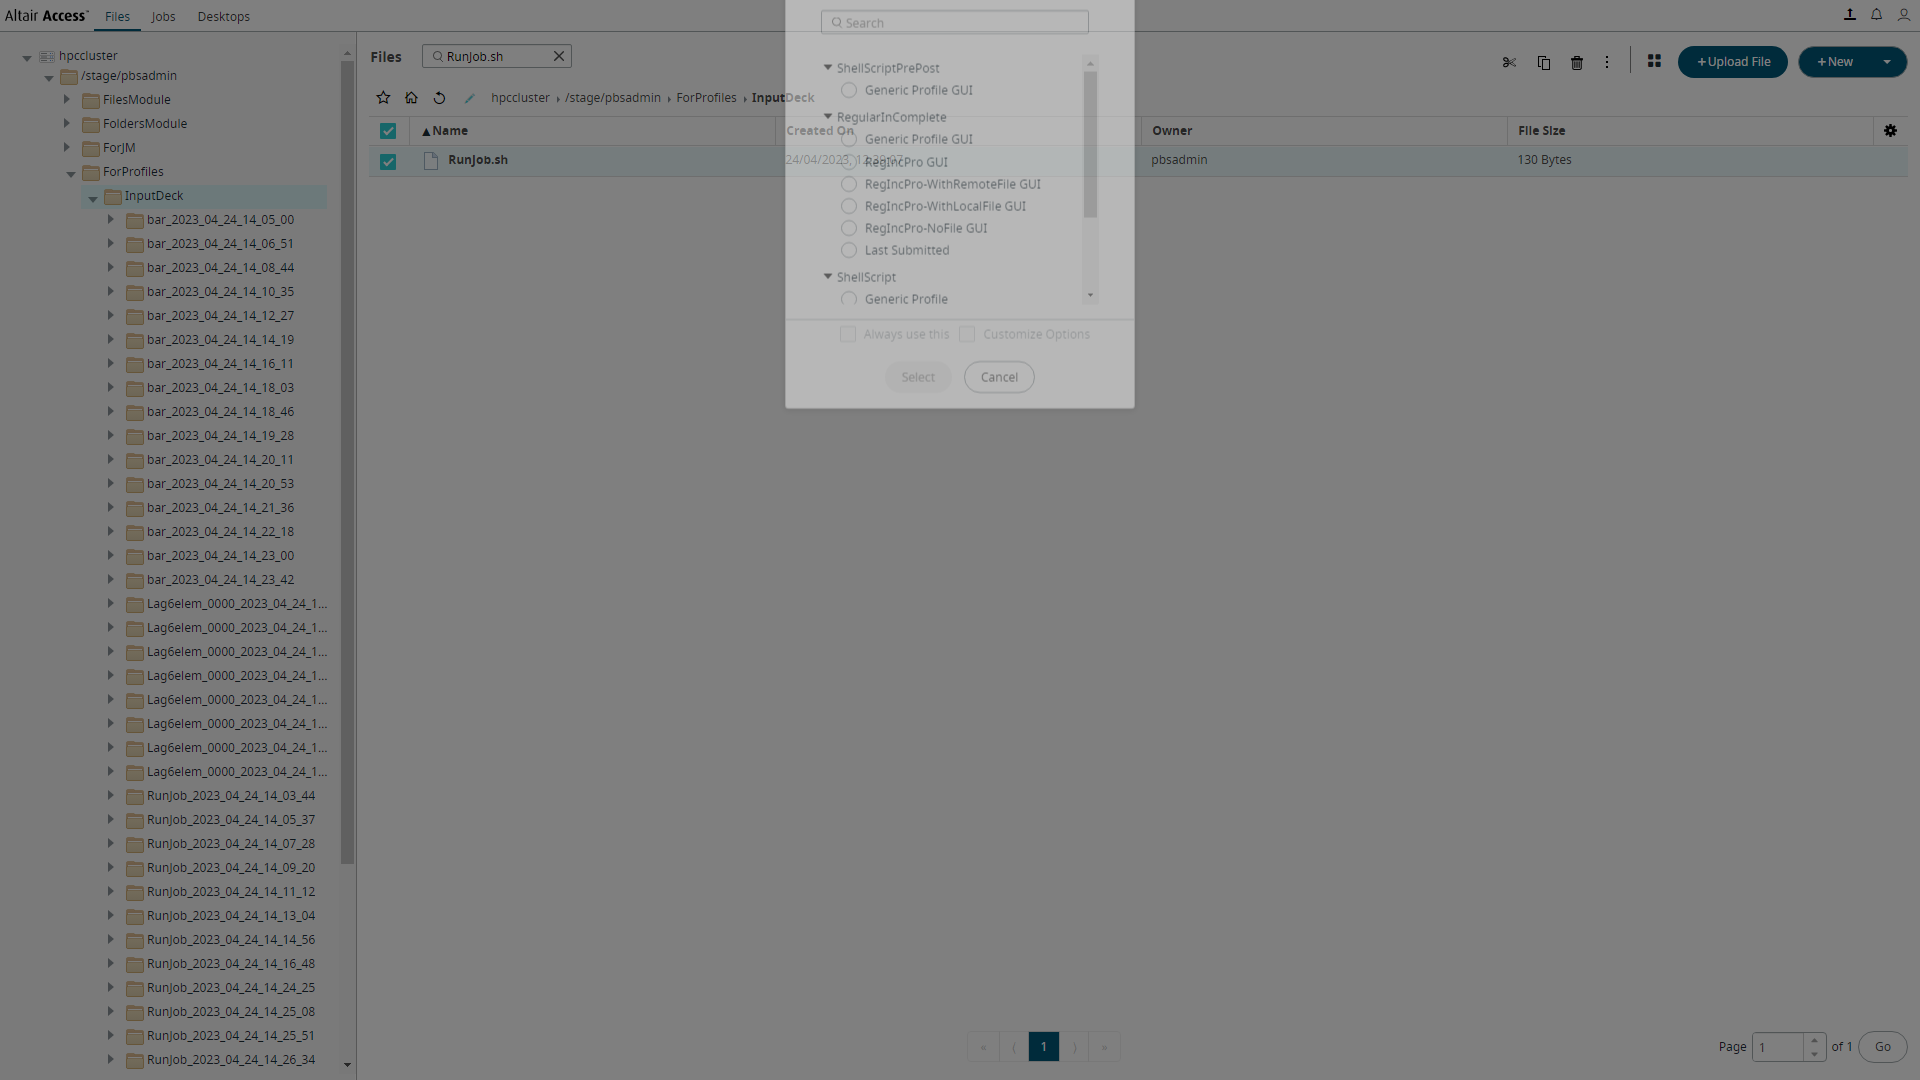 Altair Access™ Files Jobs Desktops
hpccluster
/stage/pbsadmin
FilesModule
FoldersModule
ForJM
ForProfiles
InputDeck
bar_2023_04_24_14_05_00
bar_2023_04_24_14_06_51
bar_2023_04_24_14_08_44
bar_2023_04_24_14_10_35
bar_2023_04_24_14_12_27
bar_2023_04_24_14_14_19
bar_2023_04_24_14_16_11
bar_2023_04_24_14_18_03
bar_2023_04_24_14_18_46
bar_2023_04_24_14_19_28
bar_2023_04_24_14_20_11
bar_2023_04_24_14_20_53
bar_2023_04_24_14_21_36
bar_2023_04_24_14_22_18
bar_2023_04_24_14_23_00
bar_2023_04_24_14_23_42
Lag6elem_0000_2023_04_24_1...
Lag6elem_0000_2023_04_24_1...
Lag6elem_0000_2023_04_24_1...
Lag6elem_0000_2023_04_24_1...
Lag6elem_0000_2023_04_24_1...
Lag6elem_0000_2023_04_24_1...
Lag6elem_0000_2023_04_24_1...
Lag6elem_0000_2023_04_24_1...
RunJob_2023_04_24_14_03_44
RunJob_2023_04_24_14_05_37
RunJob_2023_04_24_14_07_28
RunJob_2023_04_24_14_09_20
RunJob_2023_04_24_14_11_12
RunJob_2023_04_24_14_13_04
RunJob_2023_04_24_14_14_56
RunJob_2023_04_24_14_16_48
RunJob_2023_04_24_14_24_25
RunJob_2023_04_24_14_25_08
RunJob_2023_04_24_14_25_51
RunJob_2023_04_24_14_26_34
Files RunJob.sh
+Upload File +New
hpccluster › /stage/pbsadmin › ForProfiles › InputDeck
Name Created On Owner File Size
RunJob.sh 24/04/2023, pbsadmin 130 Bytes
Search
ShellScriptPrePost
Generic Profile GUI
RegularInComplete
Generic Profile GUI
RegIncPro GUI
RegIncPro-WithRemoteFile GUI
RegIncPro-WithLocalFile GUI
RegIncPro-NoFile GUI
Last Submitted
ShellScript
Generic Profile
Always use this Customize Options
Select Cancel
« ⟨ 1 ⟩ »
Page 1 of 1 Go